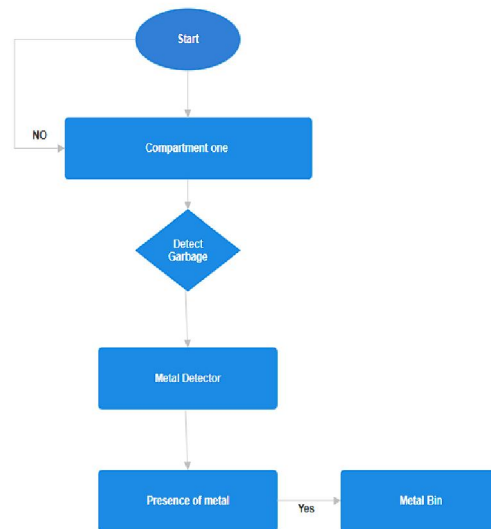 Start
NO
Compartment one
Detect
Garbage
Metal Detector
Presence of metal
Yes
Metal Bin